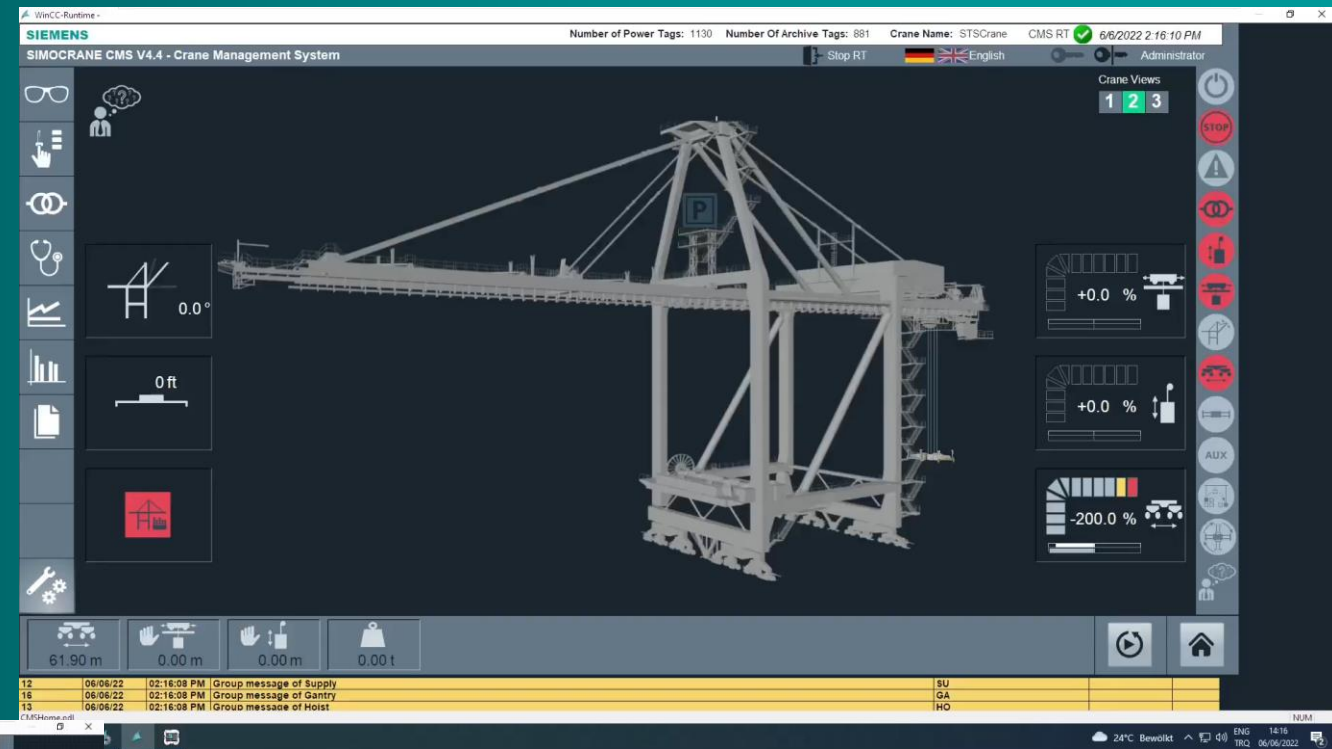 WinCC-Runtime -
SIEMENS
Number of Power Tags: 1130 Number Of Archive Tags: 881 Crane Name: STSCrane CMS RT 6/6/2022 2:16:10 PM
SIMOCRANE CMS V4.4 - Crane Management System
Stop RT English Administrator
Crane Views
1 2 3
STOP
P
0.0 °
+0.0 %
0 ft
+0.0 %
AUX
-200.0 %
61.90 m 0.00 m 0.00 m 0.00 t
12 06/06/22 02:16:08 PM Group message of Supply SU
16 06/06/22 02:16:08 PM Group message of Gantry GA
13 06/06/22 02:16:08 PM Group message of Hoist HO
CMSHome.pdl NUM
24°C Bewölkt ENG 14:16
TRQ 06/06/2022 2